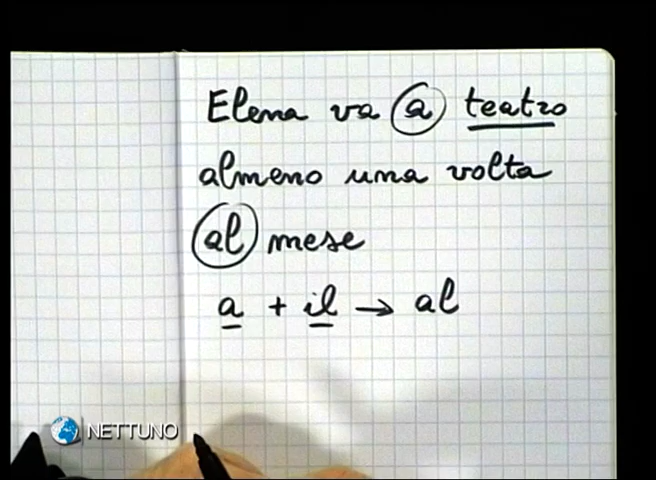 Elena va a teatro
almeno una volta
al mese
a + il → al
NETTUNO